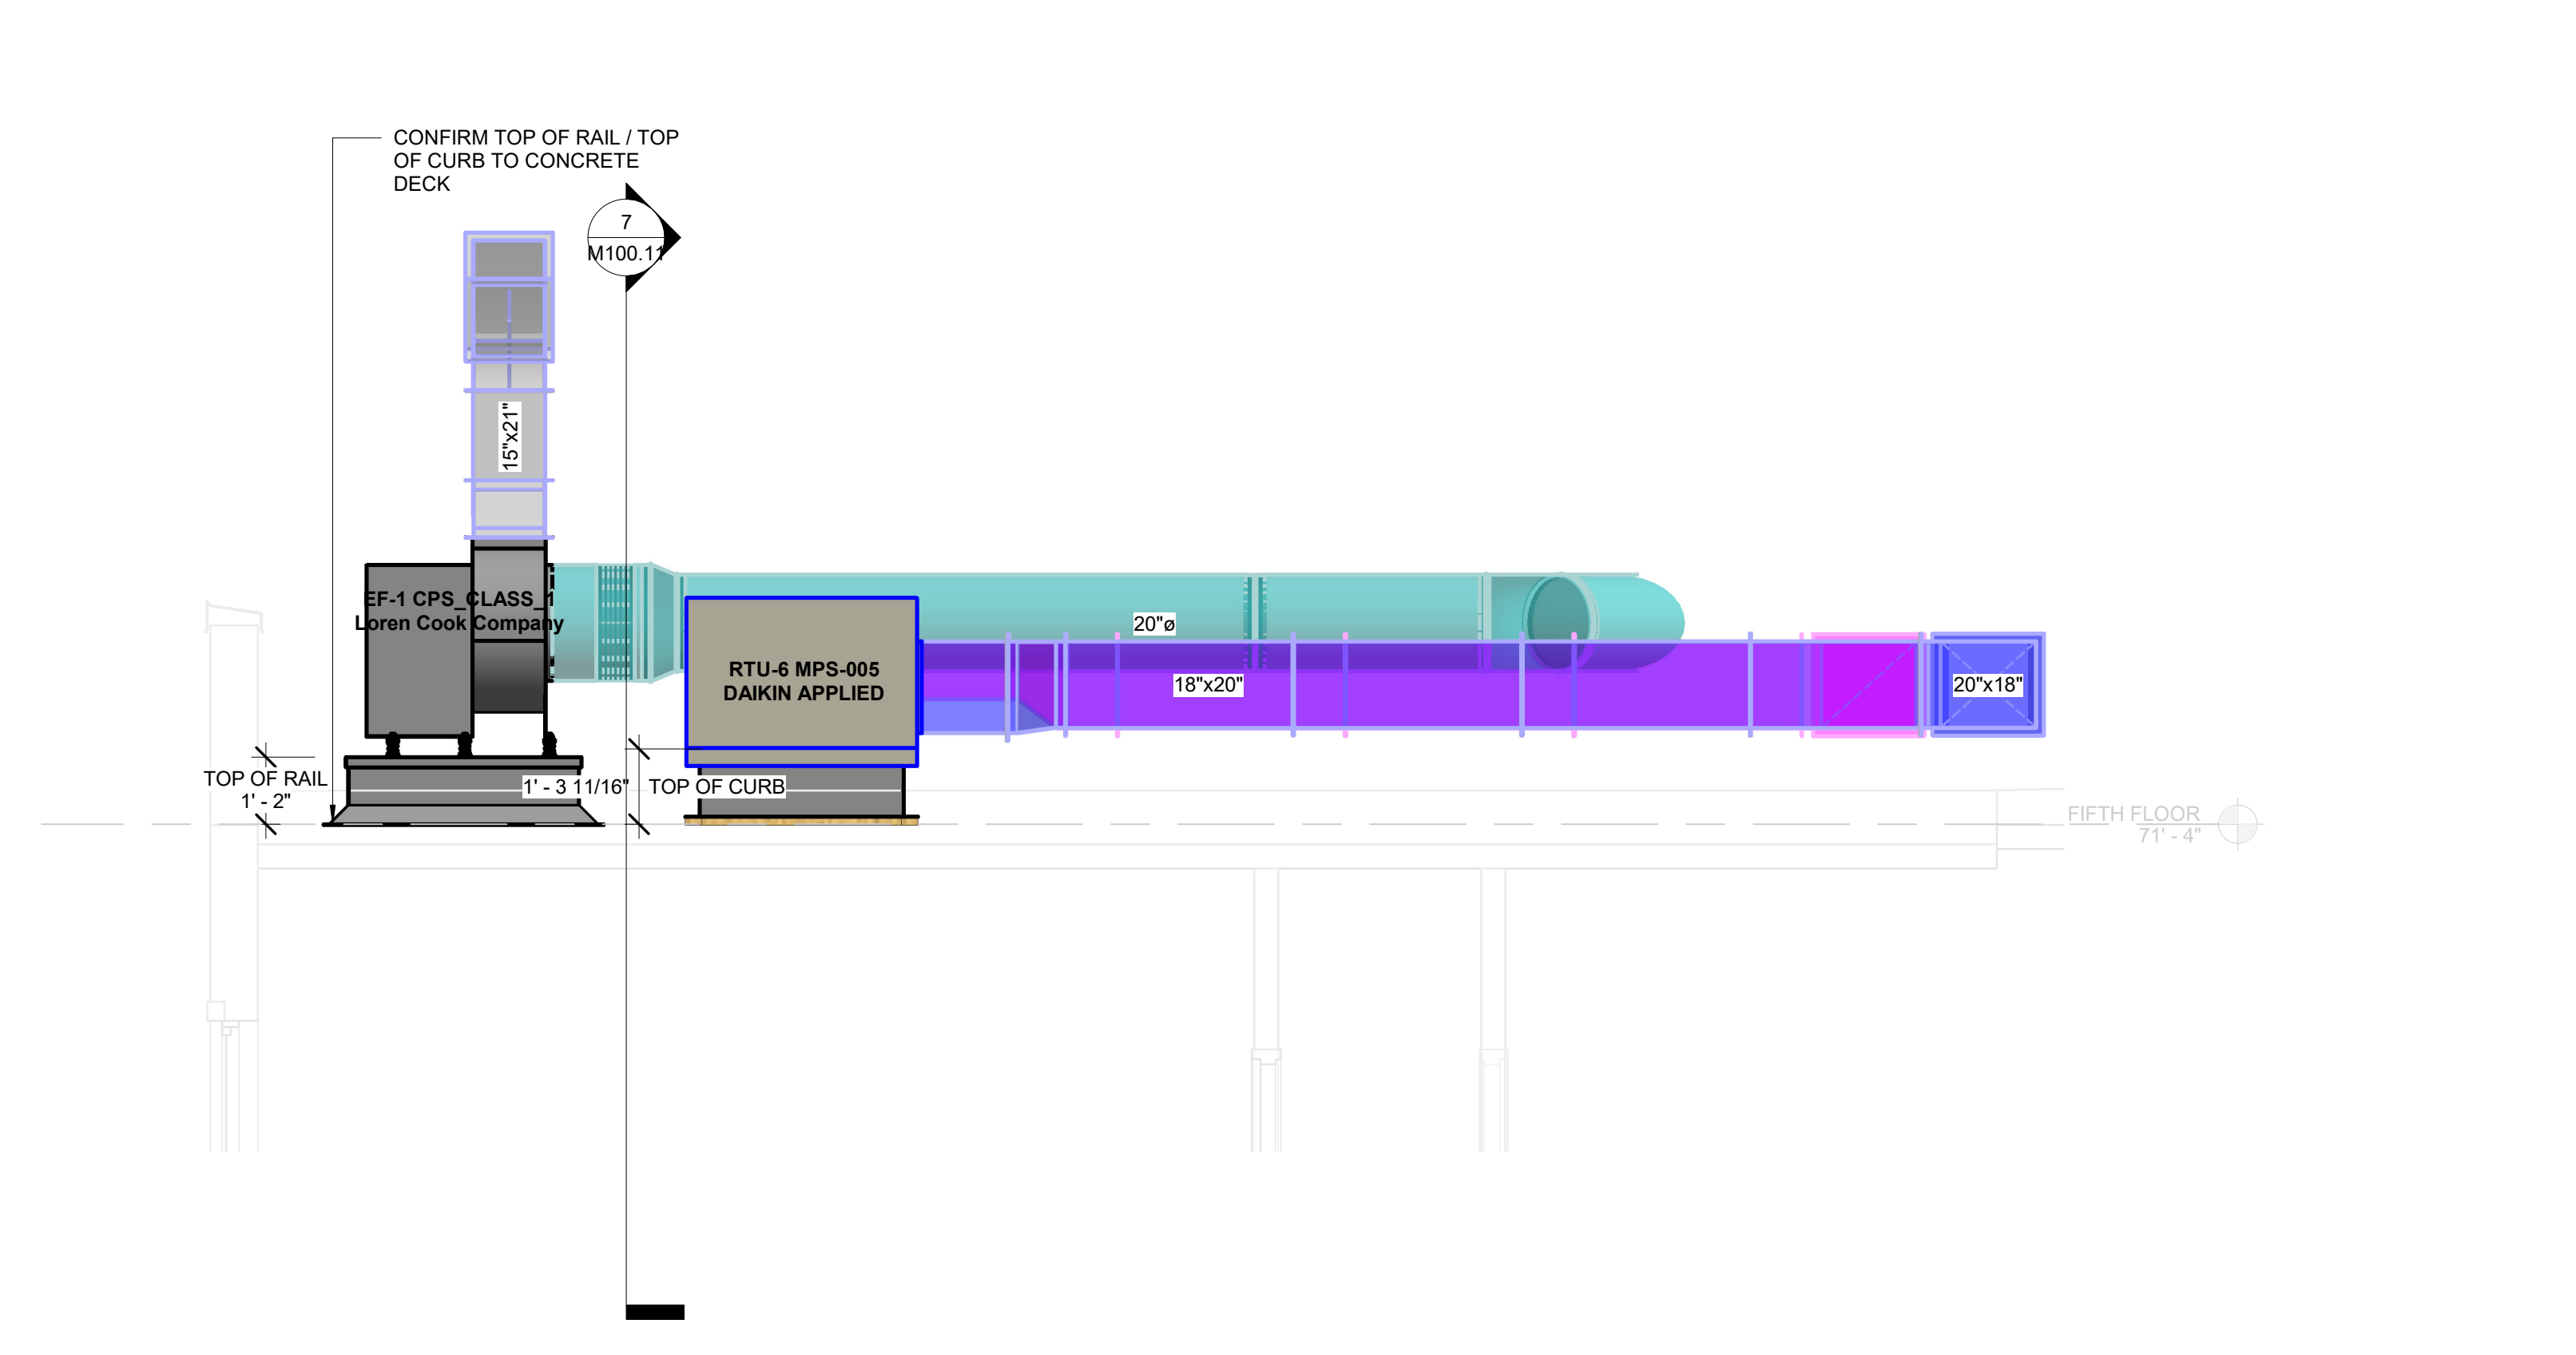 CONFIRM TOP OF RAIL / TOP
OF CURB TO CONCRETE
DECK
7
M100.11
15"x21"
EF-1 CPS_CLASS_1
Loren Cook Company
20"ø
RTU-6 MPS-005
DAIKIN APPLIED
18"x20"
20"x18"
TOP OF RAIL
1' - 2"
1' - 3 11/16"
TOP OF CURB
FIFTH FLOOR
71' - 4"